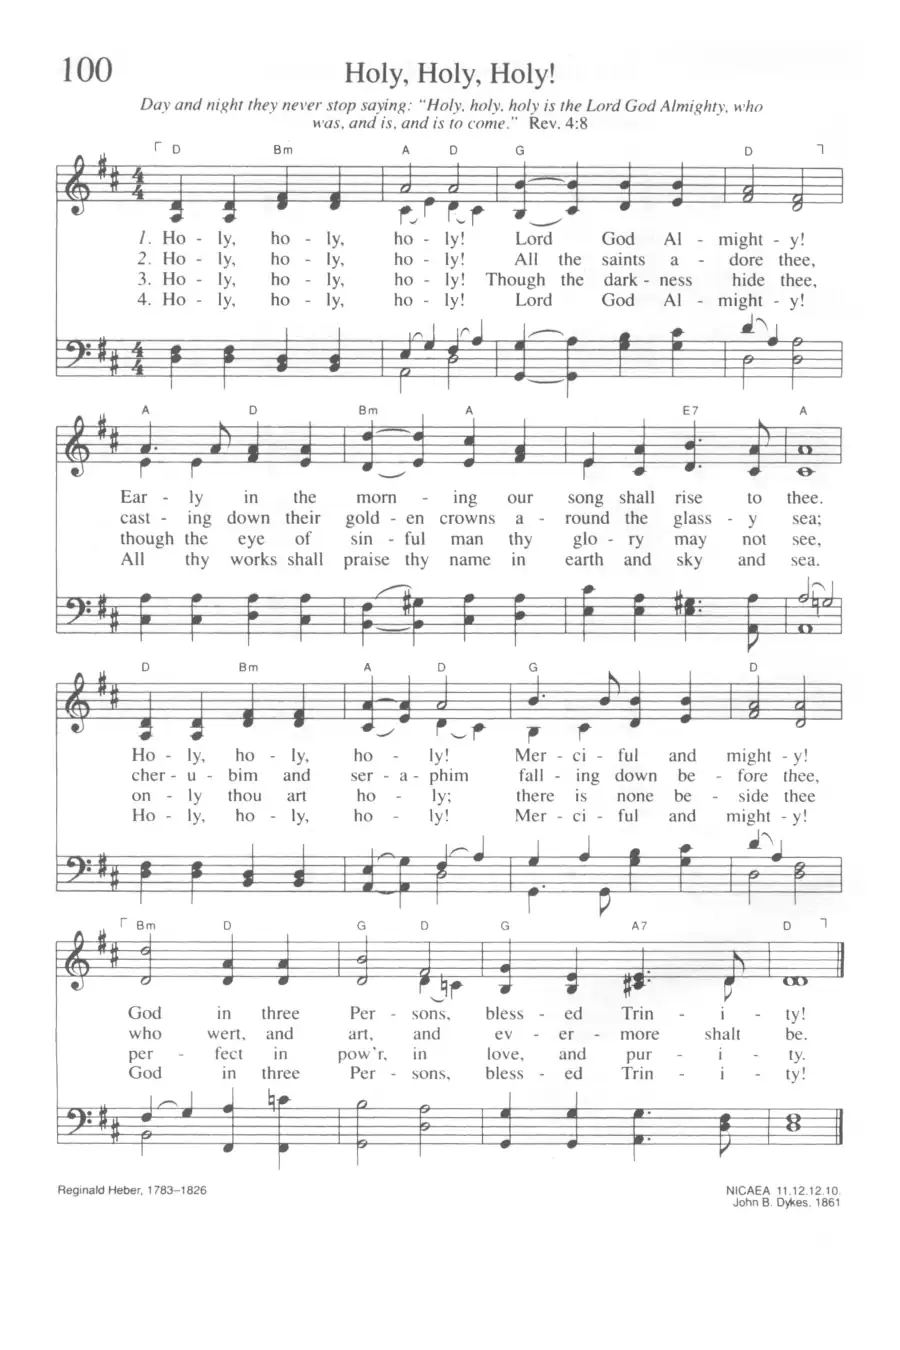 100
Holy, Holy, Holy!
Day and night they never stop saying: "Holy, holy, holy is the Lord God Almighty, who
was, and is, and is to come." Rev. 4:8
D Bm A D G D
4 4
1. Ho - ly, ho - ly, ho - ly! Lord God Al - might - y!
2. Ho - ly, ho - ly, ho - ly! All the saints a - dore thee,
3. Ho - ly, ho - ly, ho - ly! Though the dark - ness hide thee,
4. Ho - ly, ho - ly, ho - ly! Lord God Al - might - y!
4 4
A D Bm A E7 A
Ear - ly in the morn - ing our song shall rise to thee.
cast - ing down their gold - en crowns a - round the glass - y sea;
though the eye of sin - ful man thy glo - ry may not see,
All thy works shall praise thy name in earth and sky and sea.
D Bm A D G D
Ho - ly, ho - ly, ho - ly! Mer - ci - ful and might - y!
cher - u - bim and ser - a - phim fall - ing down be - fore thee,
on - ly thou art ho - ly; there is none be - side thee
Ho - ly, ho - ly, ho - ly! Mer - ci - ful and might - y!
Bm D G D G A7 D
God in three Per - sons, bless - ed Trin - i - ty!
who wert, and art, and ev - er - more shalt be.
per - fect in pow'r, in love, and pur - i - ty.
God in three Per - sons, bless - ed Trin - i - ty!
Reginald Heber, 1783–1826
NICAEA 11.12.12.10.
John B. Dykes, 1861